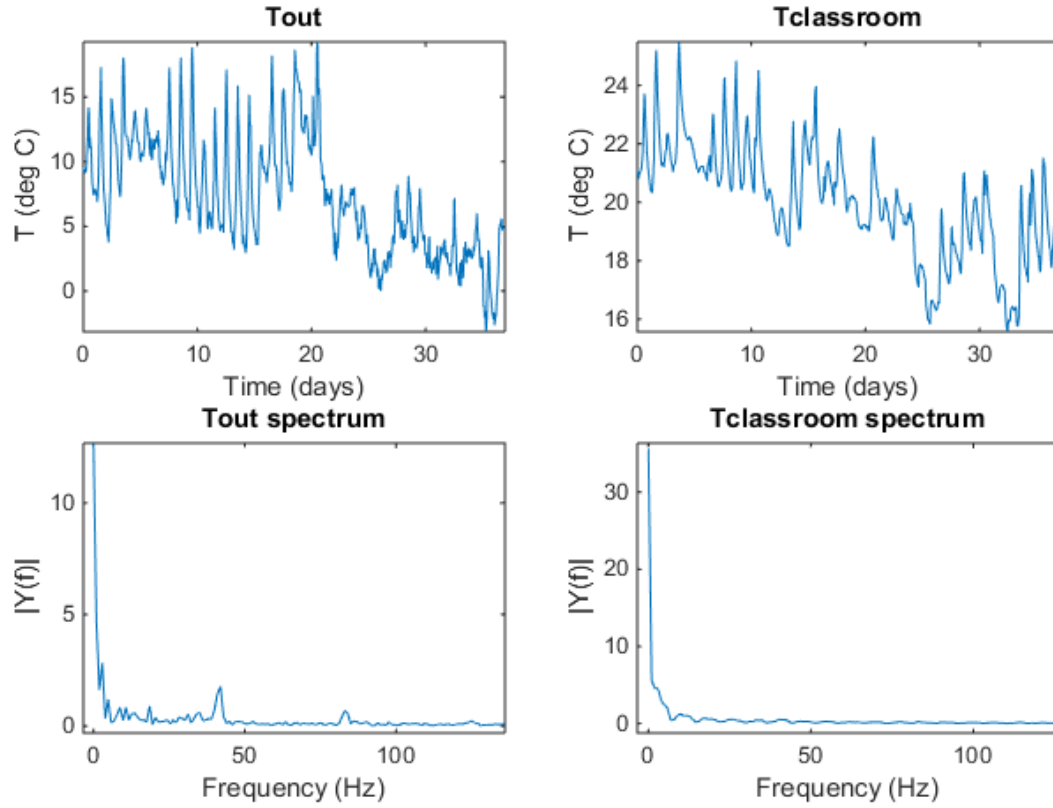 Tout
T (deg C)
15
10
5
0
0
10
20
30
Time (days)
Tclassroom
T (deg C)
24
22
20
18
16
0
10
20
30
Time (days)
Tout spectrum
|Y(f)|
10
5
0
0
50
100
Frequency (Hz)
Tclassroom spectrum
|Y(f)|
30
20
10
0
0
50
100
Frequency (Hz)